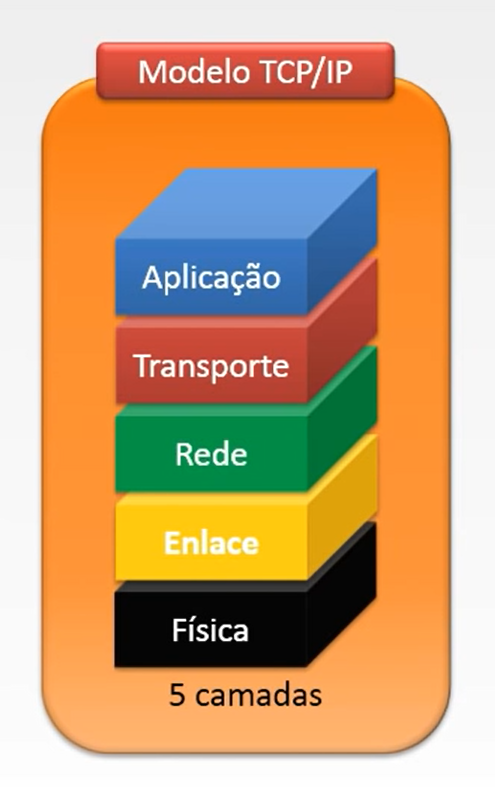 Modelo TCP/IP
Aplicação
Transporte
Rede
Enlace
Física
5 camadas